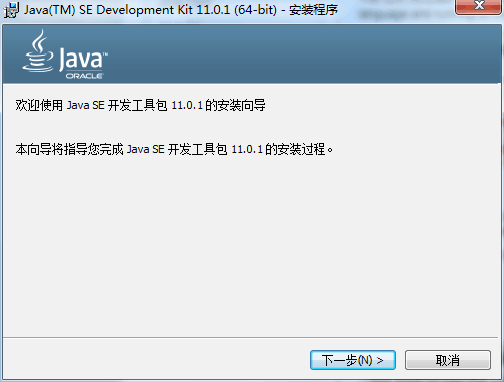 Java(TM) SE Development Kit 11.0.1 (64-bit) - 安装程序
Java™
ORACLE
欢迎使用 Java SE 开发工具包 11.0.1 的安装向导
本向导将指导您完成 Java SE 开发工具包 11.0.1 的安装过程。
下一步(N) >
取消